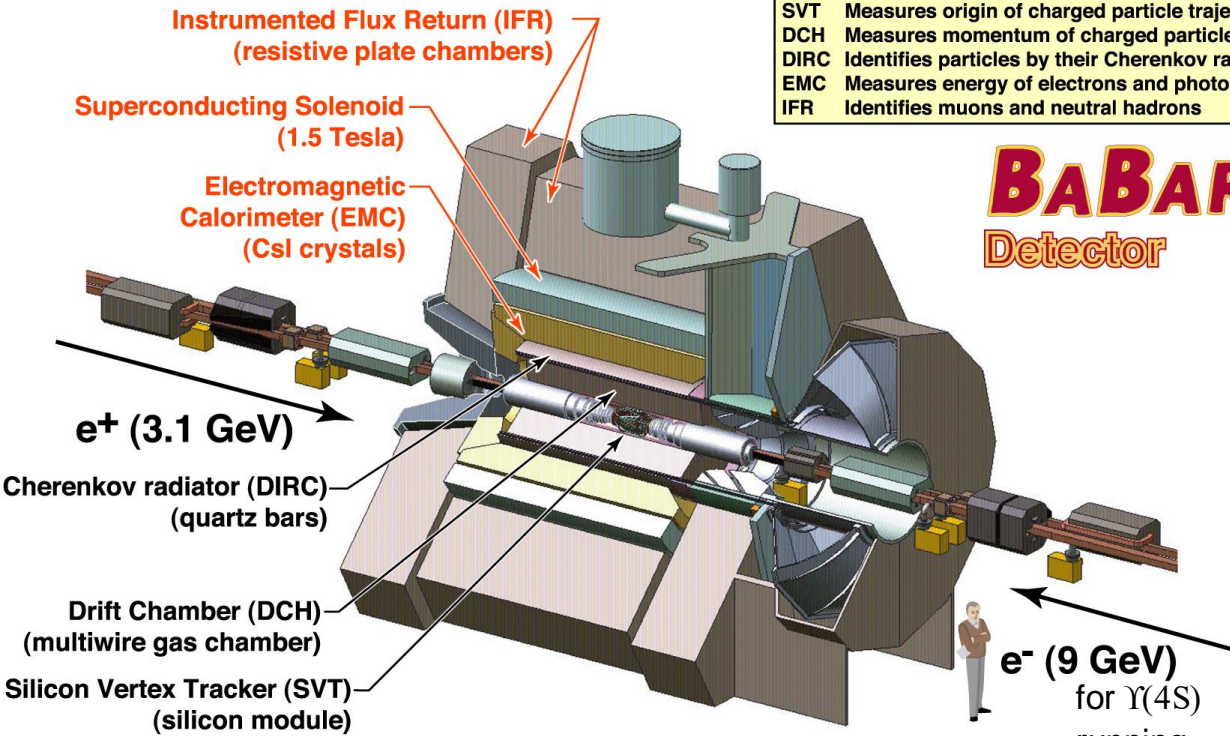 Instrumented Flux Return (IFR)
(resistive plate chambers)
Superconducting Solenoid
(1.5 Tesla)
Electromagnetic
Calorimeter (EMC)
(CsI crystals)
SVT Measures origin of charged particle
DCH Measures momentum of charged
DIRC Identifies particles by their Cherenkov
EMC Measures energy of electrons and
IFR Identifies muons and neutral hadrons
BABAR
Detector
e+ (3.1 GeV)
Cherenkov radiator (DIRC)
(quartz bars)
Drift Chamber (DCH)
(multiwire gas chamber)
Silicon Vertex Tracker (SVT)
(silicon module)
e- (9 GeV)
for ϒ(4S)